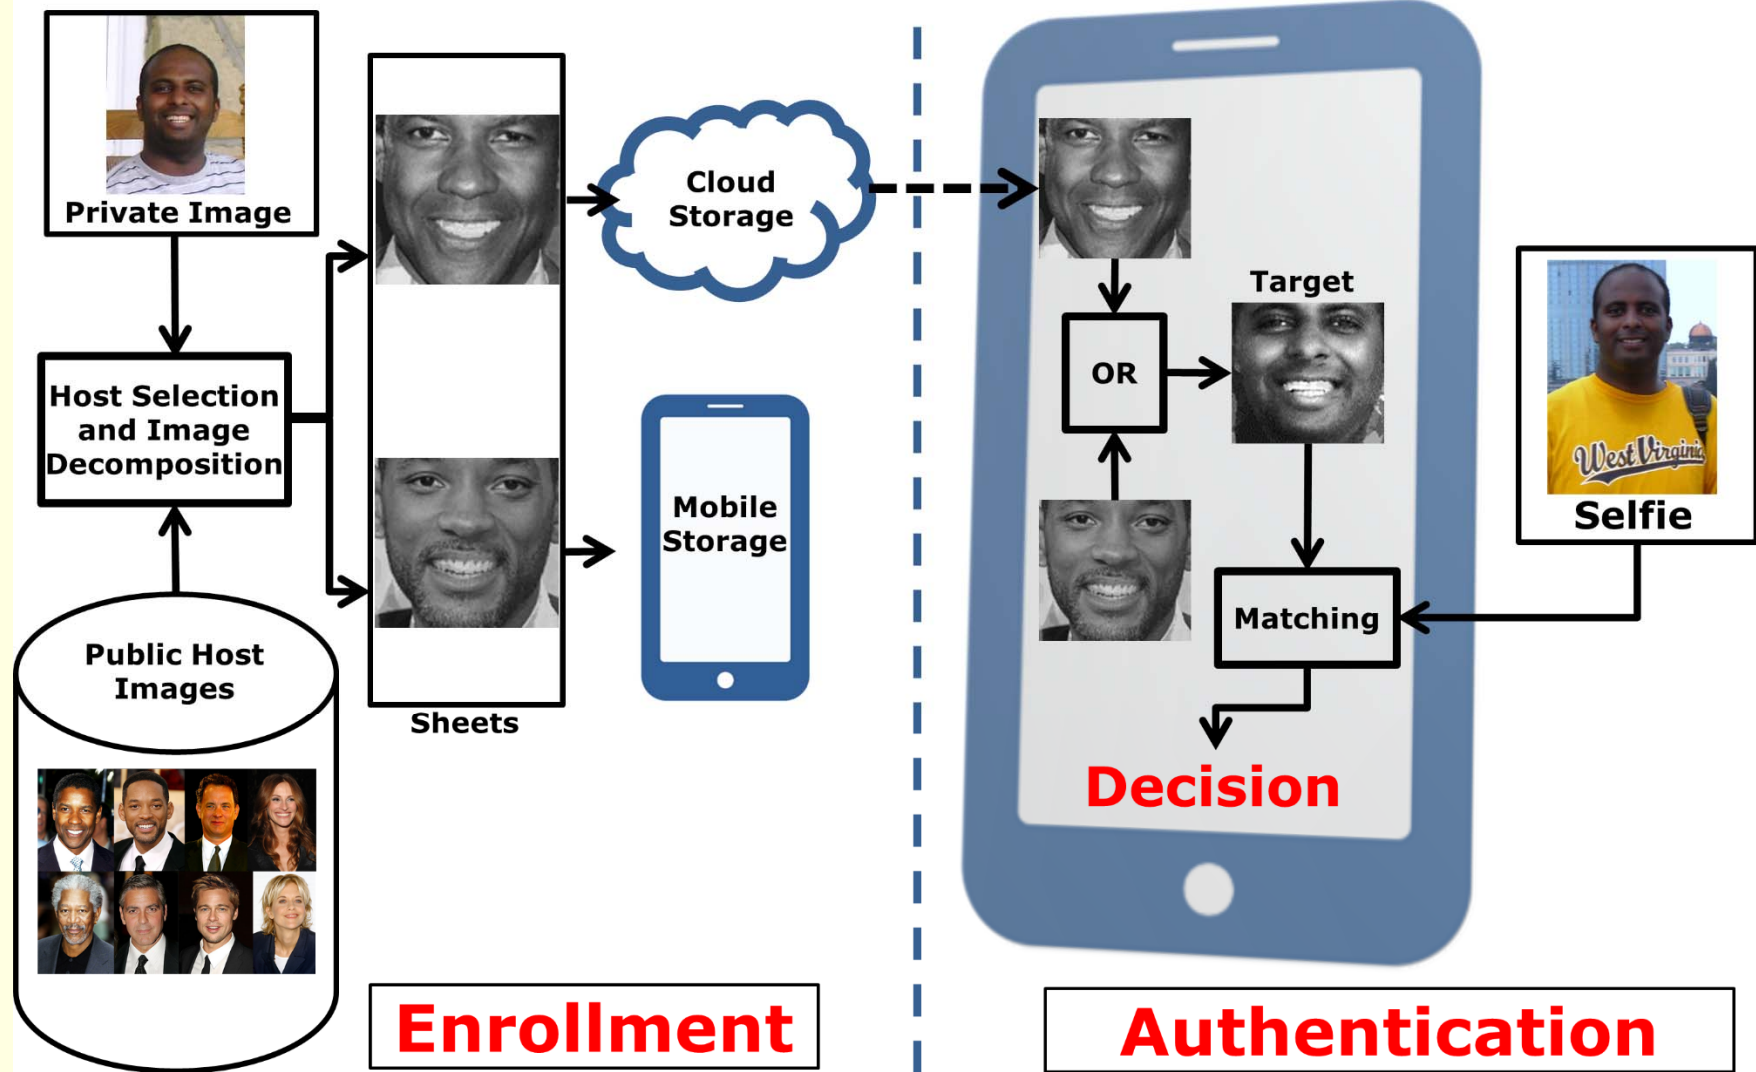 Private Image
Host Selection
and Image
Decomposition
Public Host
Images
Sheets
Cloud
Storage
Mobile
Storage
Enrollment
OR
Target
Matching
Decision
West Virginia
Selfie
Authentication